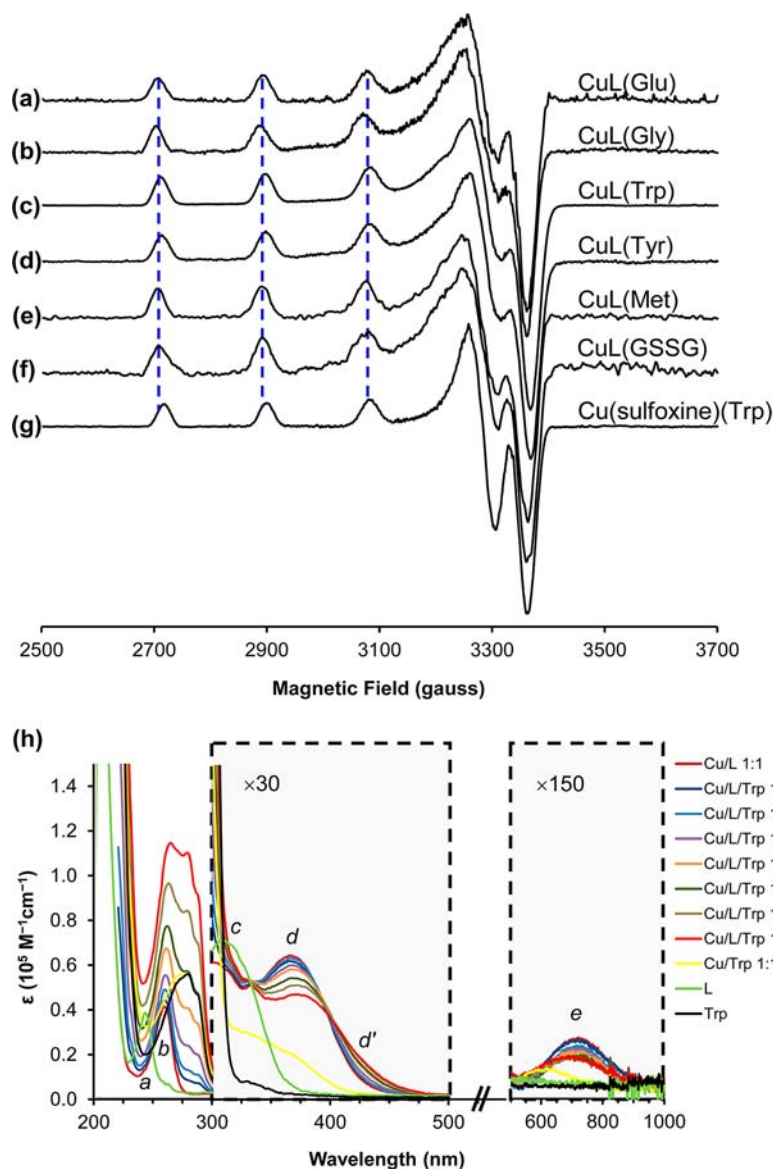 (a) CuL(Glu)
(b) CuL(Gly)
(c) CuL(Trp)
(d) CuL(Tyr)
(e) CuL(Met)
(f) CuL(GSSG)
(g) Cu(sulfoxine)(Trp)
2500 2700 2900 3100 3300 3500 3700
Magnetic Field (gauss)
(h)
×30 ×150
1.4
1.2
1.0
0.8
0.6
0.4
0.2
0.0
ε (10⁵ M⁻¹cm⁻¹)
a b c d d' e
200 300 400 500 600 800 1000
Wavelength (nm)
Cu/L 1:1
Cu/L/Trp 1
Cu/L/Trp 1
Cu/L/Trp 1
Cu/L/Trp 1
Cu/L/Trp 1
Cu/L/Trp 1
Cu/L/Trp 1
Cu/Trp 1:1
L
Trp